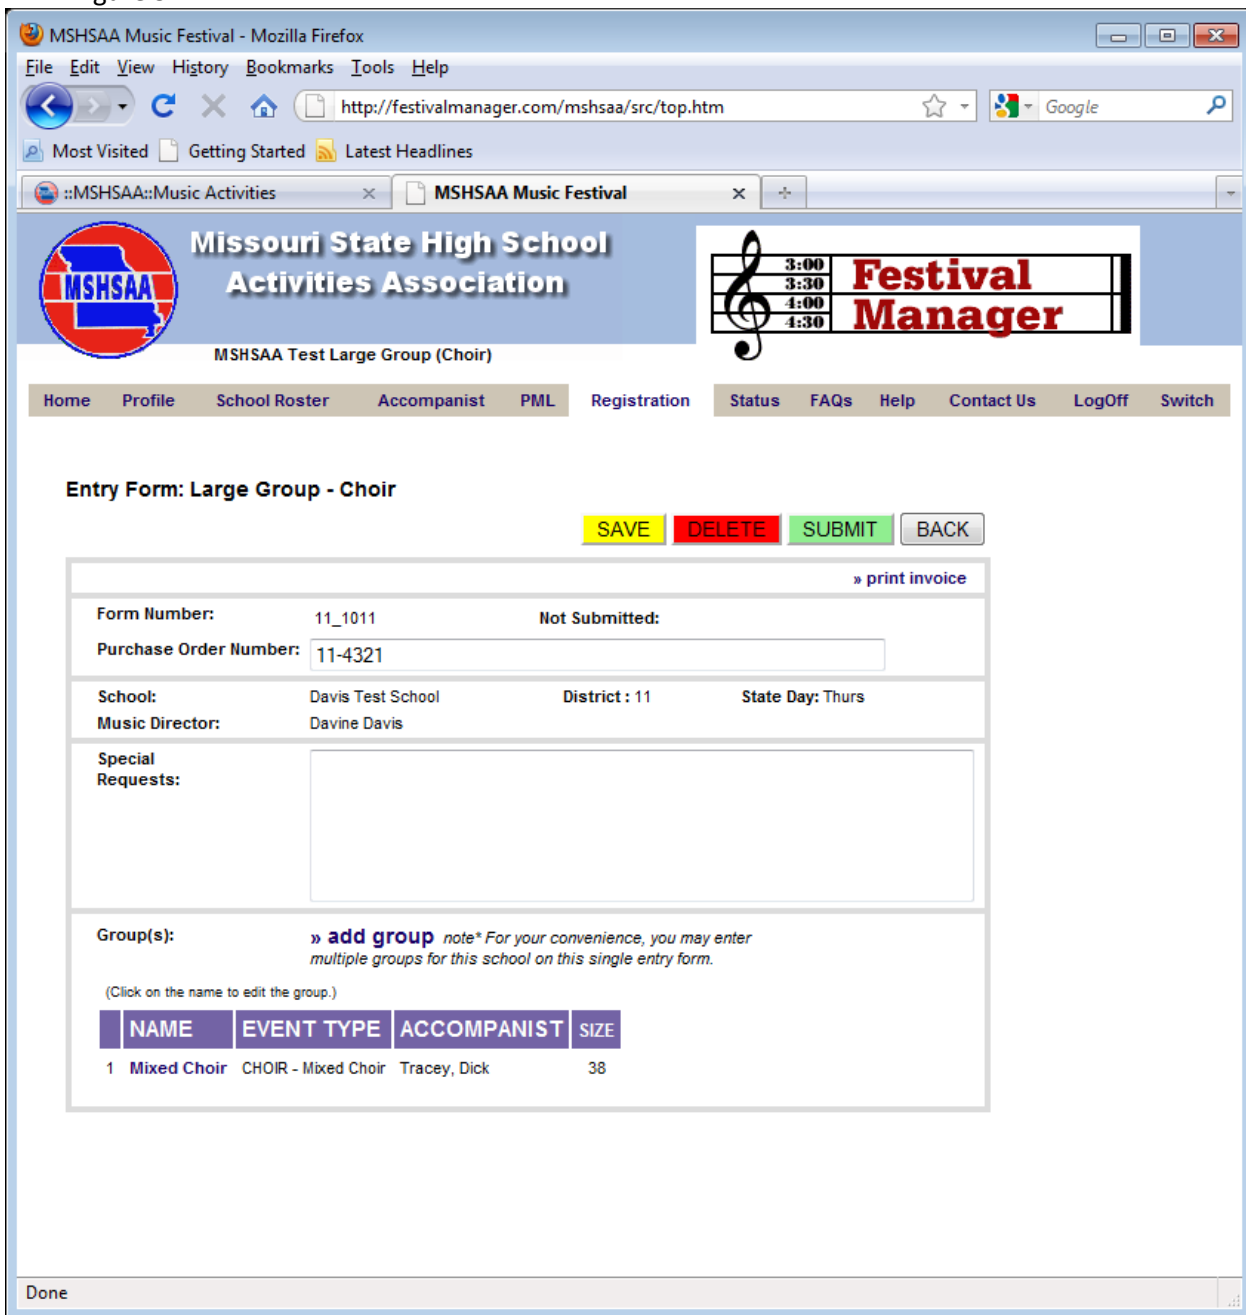 MSHSAA Music Festival - Mozilla Firefox
File Edit View History Bookmarks Tools Help
http://festivalmanager.com/mshsaa/src/top.htm
Google
Most Visited Getting Started Latest Headlines
::MSHSAA::Music Activities
MSHSAA Music Festival
Missouri State High School
Activities Association
MSHSAA
3:00
3:30
4:00
4:30
Festival
Manager
MSHSAA Test Large Group (Choir)
Home Profile School Roster Accompanist PML Registration Status FAQs Help Contact Us LogOff Switch
Entry Form: Large Group - Choir
SAVE DELETE SUBMIT BACK
» print invoice
Form Number: 11_1011 Not Submitted:
Purchase Order Number: 11-4321
School: Davis Test School District : 11 State Day: Thurs
Music Director: Davine Davis
Special
Requests:
Group(s): » add group note* For your convenience, you may enter
multiple groups for this school on this single entry form.
(Click on the name to edit the group.)
NAME EVENT TYPE ACCOMPANIST SIZE
1 Mixed Choir CHOIR - Mixed Choir Tracey, Dick 38
Done